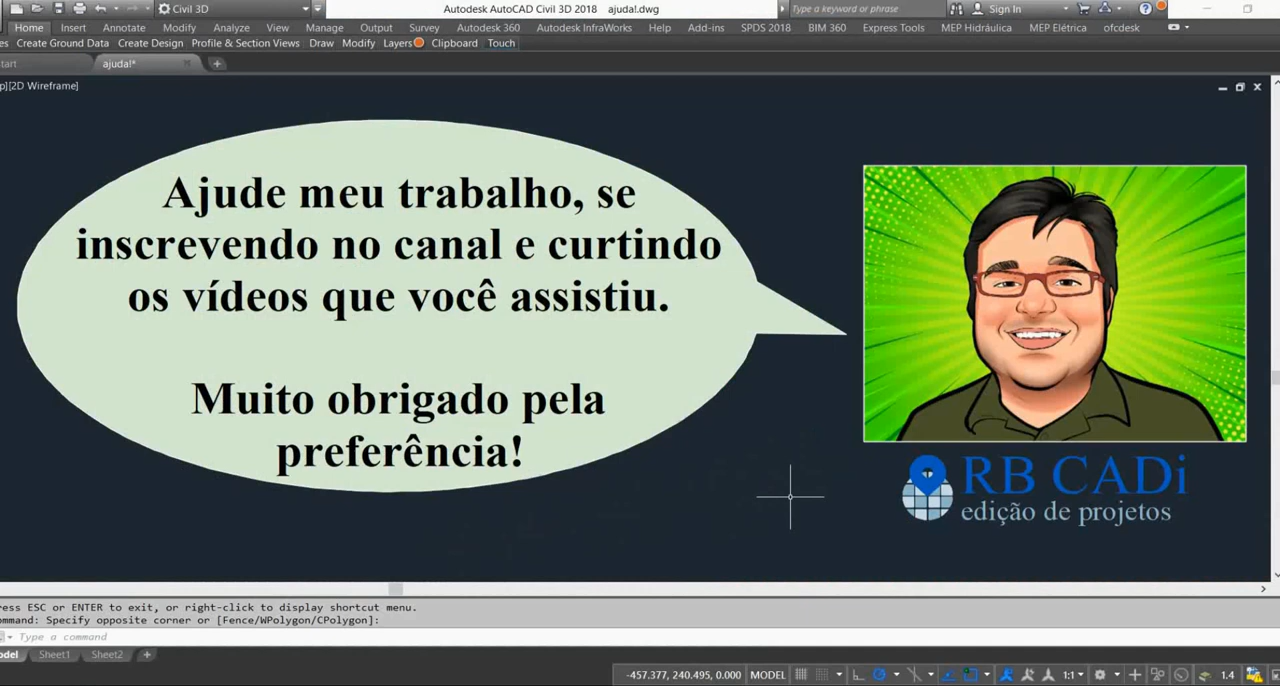 Civil 3D
Autodesk AutoCAD Civil 3D 2018 ajuda!.dwg
Type a keyword or phrase
Sign In
Home Insert Annotate Modify Analyze View Manage Output Survey Autodesk 360 Autodesk InfraWorks Help Add-ins SPDS 2018 BIM 360 Express Tools MEP Hidráulica MEP Elétrica ofcdesk
es Create Ground Data Create Design Profile & Section Views Draw Modify Layers Clipboard Touch
tart ajuda!*
p][2D Wireframe]
Ajude meu trabalho, se
inscrevendo no canal e curtindo
os vídeos que você assistiu.
Muito obrigado pela
preferência!
RB CADi
edição de projetos
ress ESC or ENTER to exit, or right-click to display shortcut menu.
ommand: Specify opposite corner or [Fence/WPolygon/CPolygon]:
Type a command
odel Sheet1 Sheet2
-457.377, 240.495, 0.000 MODEL 1:1 1.4